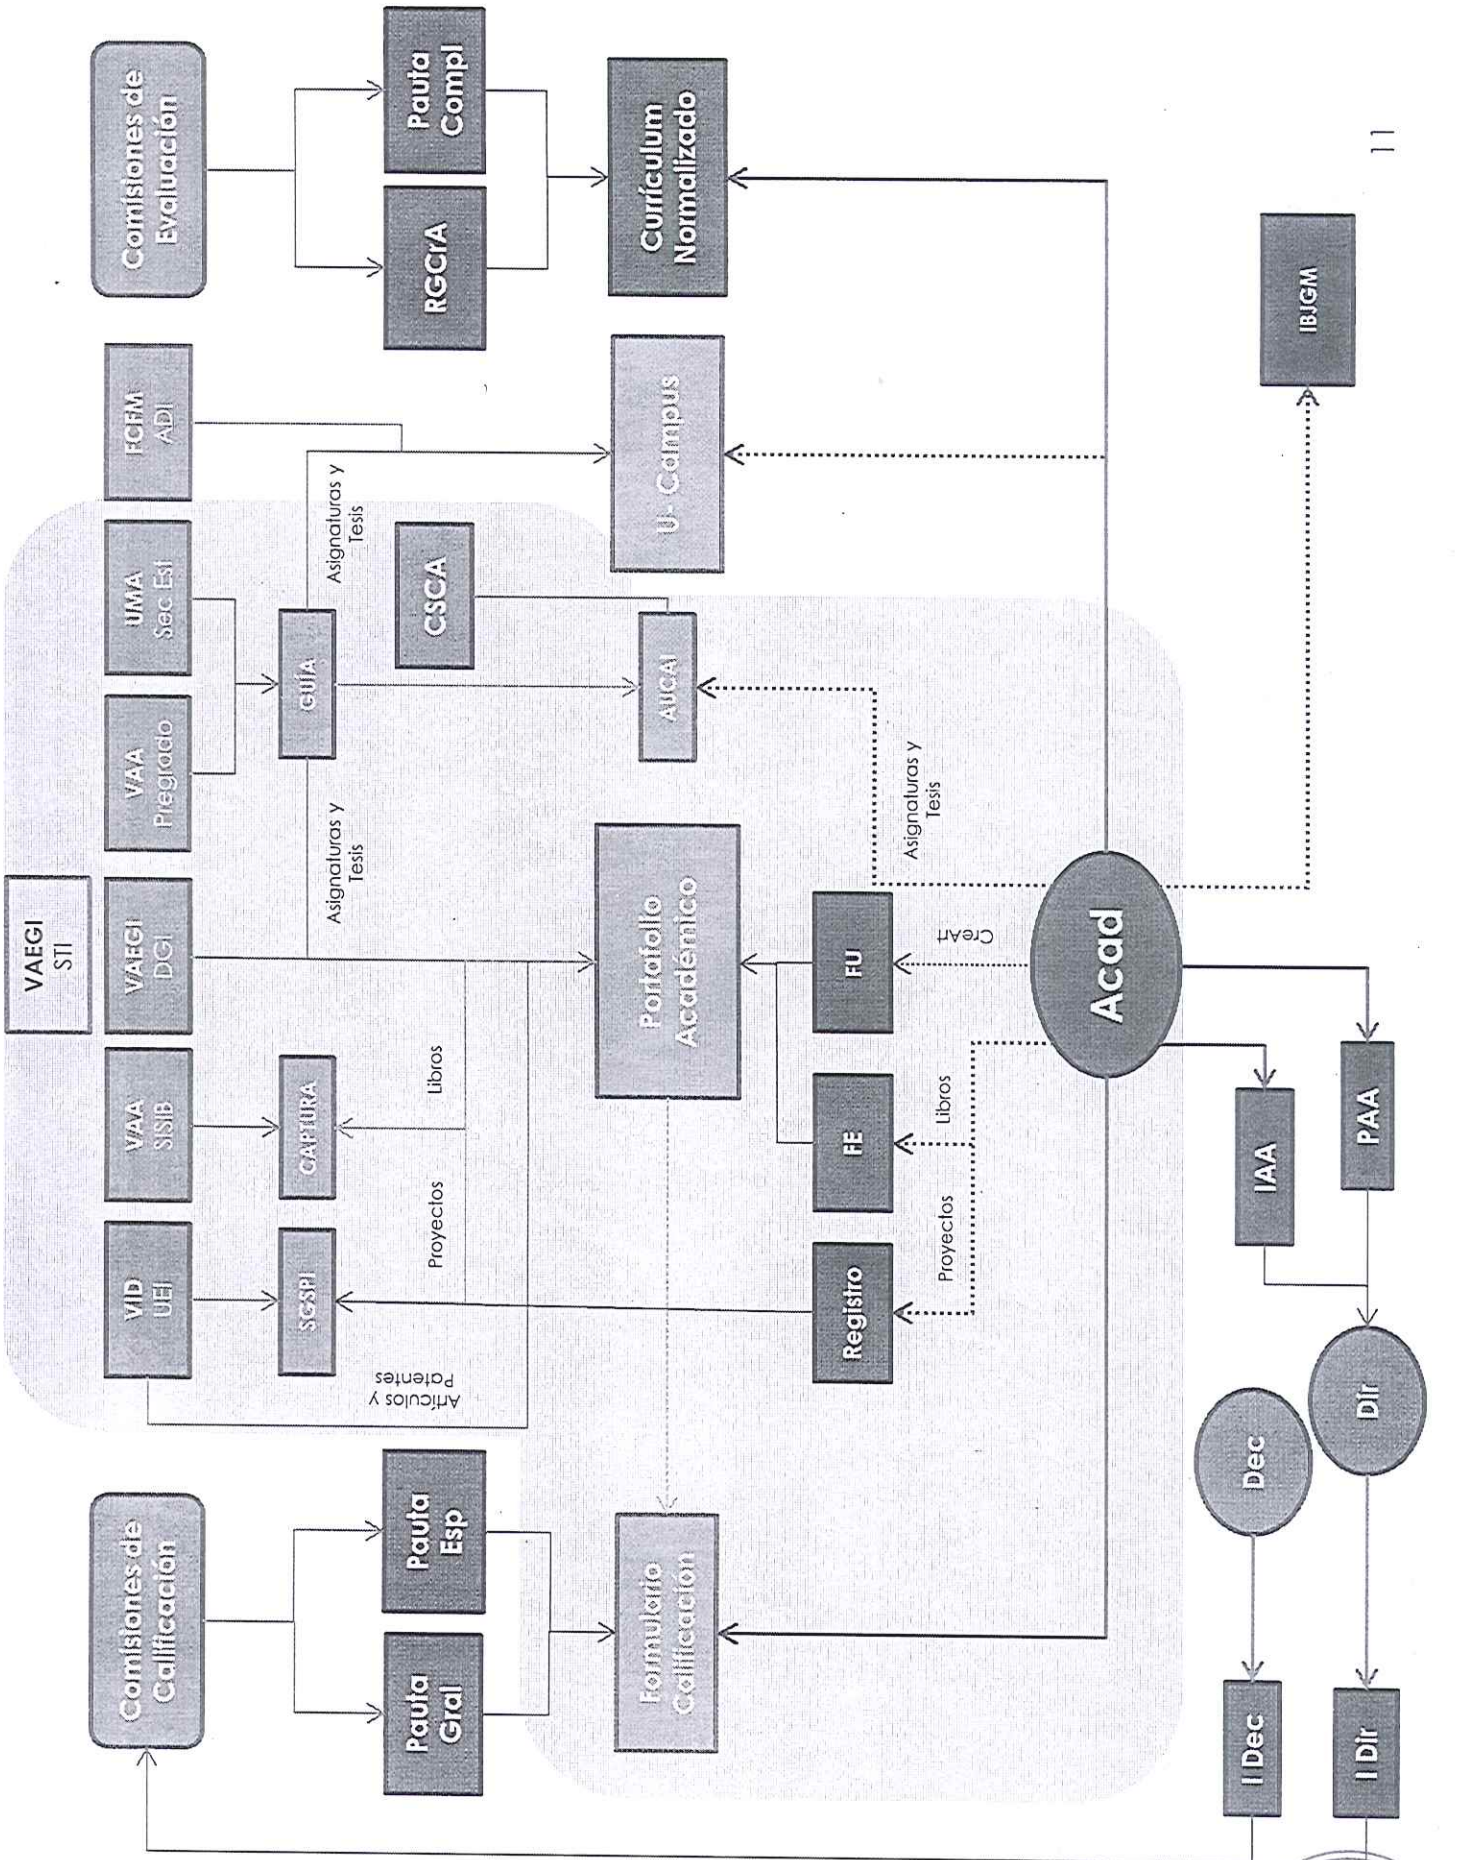 VAEGI
STI
Comisiones de
Calificación
VID
UEI
VAA
SISIB
VAEGI
DGI
VAA
Pregrado
UMA
Sec Est
FCFM
ADI
Comisiones de
Evaluación
SGSPI
CAPTURA
GUÍA
Artículos y
Patentes
Proyectos
Libros
Asignaturas y
Tesis
Asignaturas y
Tesis
Pauta
Gral
Pauta
Esp
CSCA
RGCrA
Pauta
Compl
Formulario
Calificación
Portafolio
Académico
AUCAI
U- Campus
Currículum
Normalizado
Registro
FE
FU
Proyectos
Libros
CreArt
Asignaturas y
Tesis
Acad
I Dec
Dec
IAA
IBJGM
I Dir
Dir
PAA
11